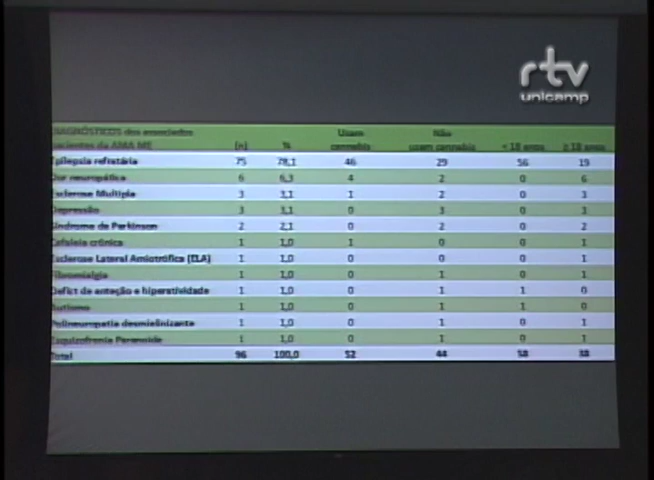 rtv
unicamp
DIAGNÓSTICOS dos associados Usam Não
pacientes da AMA-ME (n) % cannabis usam cannabis < 18 anos ≥ 18 anos
Epilepsia refratária 75 78,1 46 29 56 19
Dor neuropática 6 6,3 4 2 0 6
Esclerose Multipla 3 3,1 1 2 0 3
Depressão 3 3,1 0 3 0 3
Síndrome de Parkinson 2 2,1 0 2 0 2
Cefaleia crônica 1 1,0 1 0 0 1
Esclerose Lateral Amiotrófica (ELA) 1 1,0 0 0 0 1
Fibromialgia 1 1,0 0 1 0 1
Defict de atenção e hiperatividade 1 1,0 0 1 1 0
Autismo 1 1,0 0 1 1 0
Polineuropatia desmielinizante 1 1,0 0 1 0 1
Esquizofrenia Paranoide 1 1,0 0 1 0 1
Total 96 100,0 52 44 58 38